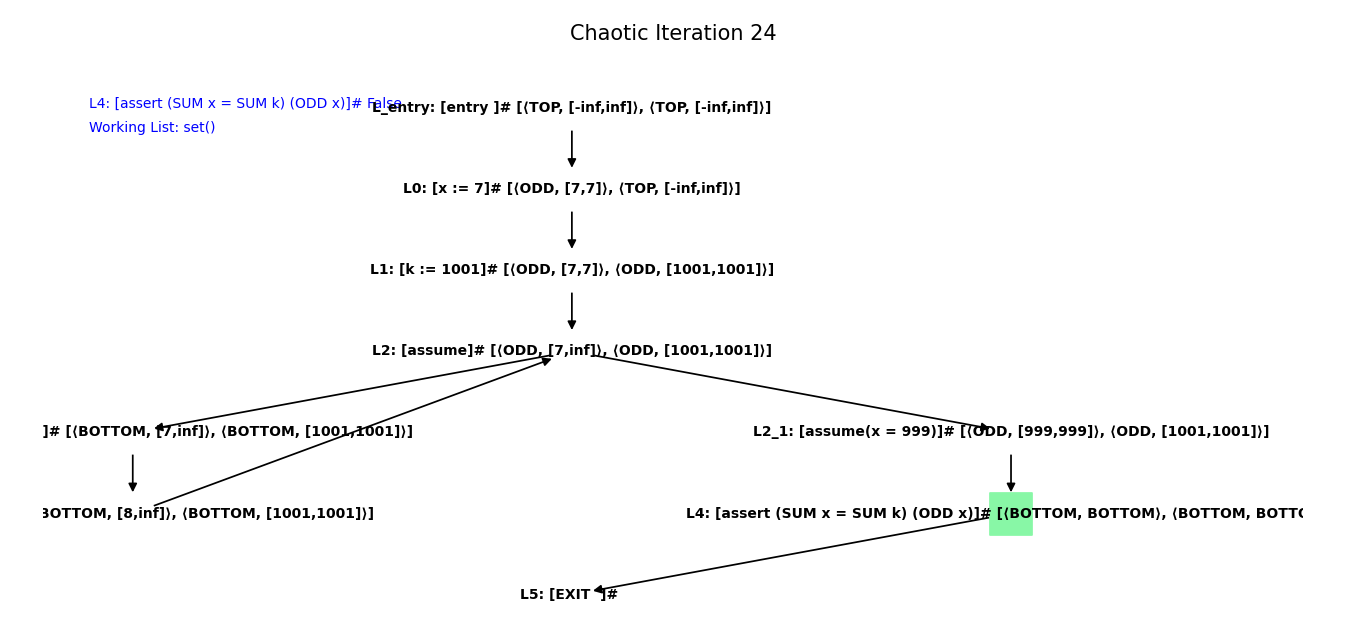 Chaotic Iteration 24
L4: [assert (SUM x = SUM k) (ODD x)]# False
Working List: set()
L_entry: [entry ]# [⟨TOP, [-inf,inf]⟩, ⟨TOP, [-inf,inf]⟩]
L0: [x := 7]# [⟨ODD, [7,7]⟩, ⟨TOP, [-inf,inf]⟩]
L1: [k := 1001]# [⟨ODD, [7,7]⟩, ⟨ODD, [1001,1001]⟩]
L2: [assume]# [⟨ODD, [7,inf]⟩, ⟨ODD, [1001,1001]⟩]
]# [⟨BOTTOM, [7,inf]⟩, ⟨BOTTOM, [1001,1001]⟩]
L2_1: [assume(x = 999)]# [⟨ODD, [999,999]⟩, ⟨ODD, [1001,1001]⟩]
BOTTOM, [8,inf]⟩, ⟨BOTTOM, [1001,1001]⟩]
L4: [assert (SUM x = SUM k) (ODD x)]# [⟨BOTTOM, BOTTOM⟩, ⟨BOTTOM, BOTTO
L5: [EXIT ]#